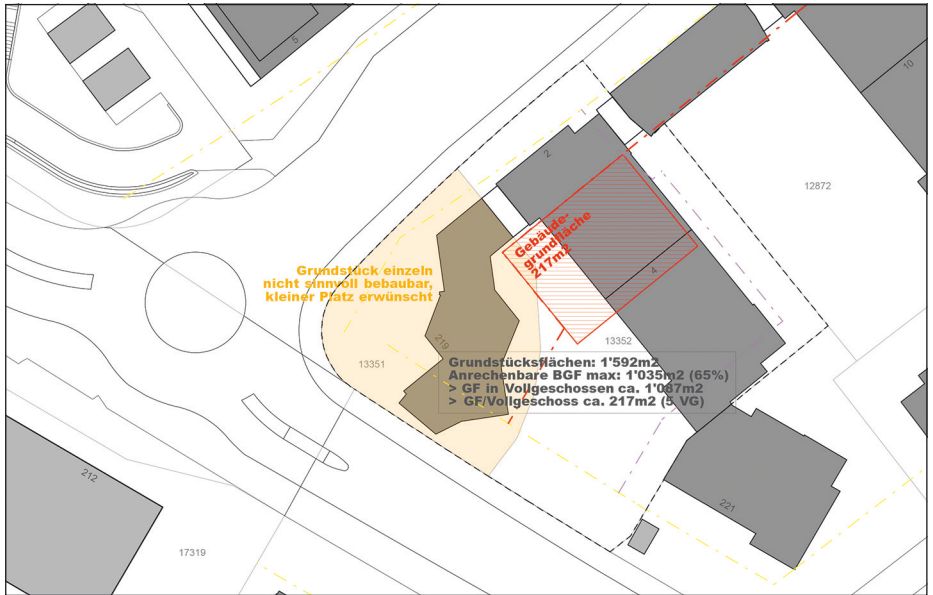 5
10
2
12872
Gebäude-
grundfläche
217m2
Grundstück einzeln
nicht sinnvoll bebaubar,
kleiner Platz erwünscht
4
219
13352
13351
Grundstücksflächen: 1'592m2
Anrechenbare BGF max: 1'035m2 (65%)
> GF in Vollgeschossen ca. 1'087m2
> GF/Vollgeschoss ca. 217m2 (5 VG)
212
221
17319